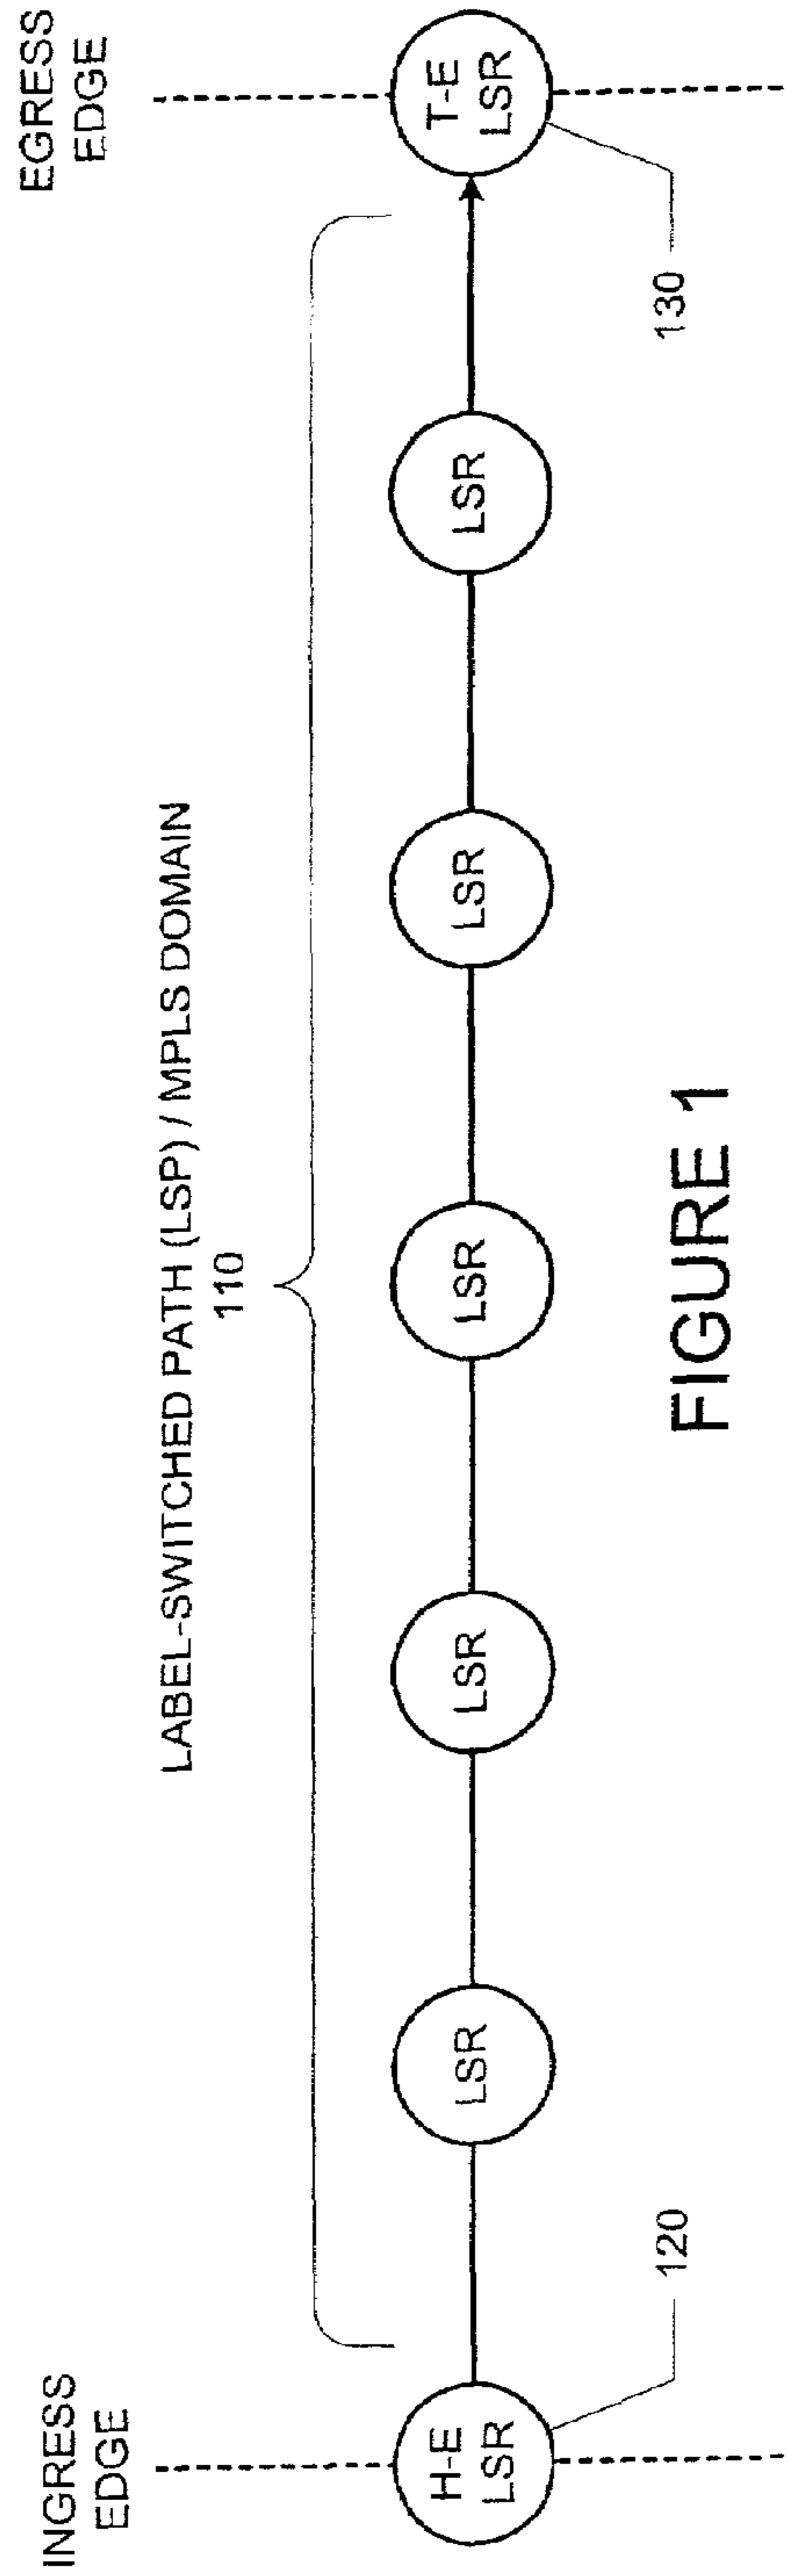 INGRESS
EDGE
EGRESS
EDGE
LABEL-SWITCHED PATH (LSP) / MPLS DOMAIN
110
H-E
LSR
LSR
LSR
LSR
LSR
LSR
T-E
LSR
120
130
FIGURE 1